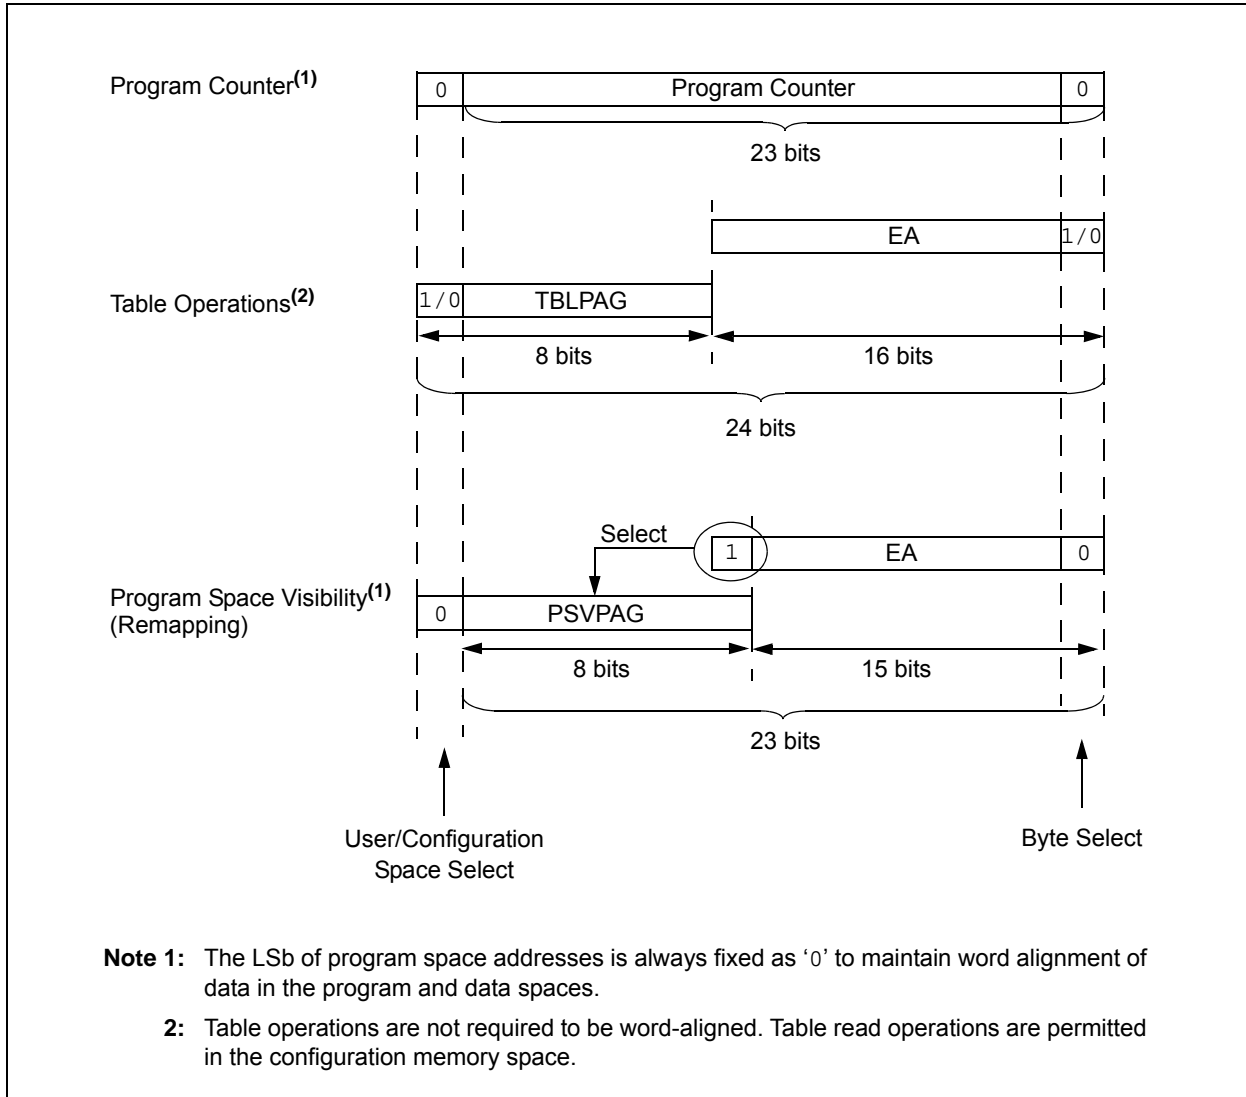 Program Counter(1)
0 Program Counter 0
23 bits
EA 1/0
Table Operations(2)
1/0 TBLPAG
8 bits 16 bits
24 bits
Select
1 EA 0
Program Space Visibility(1)
(Remapping)
0 PSVPAG
8 bits 15 bits
23 bits
User/Configuration
Space Select
Byte Select
Note 1: The LSb of program space addresses is always fixed as ‘0’ to maintain word alignment of
data in the program and data spaces.
2: Table operations are not required to be word-aligned. Table read operations are permitted
in the configuration memory space.